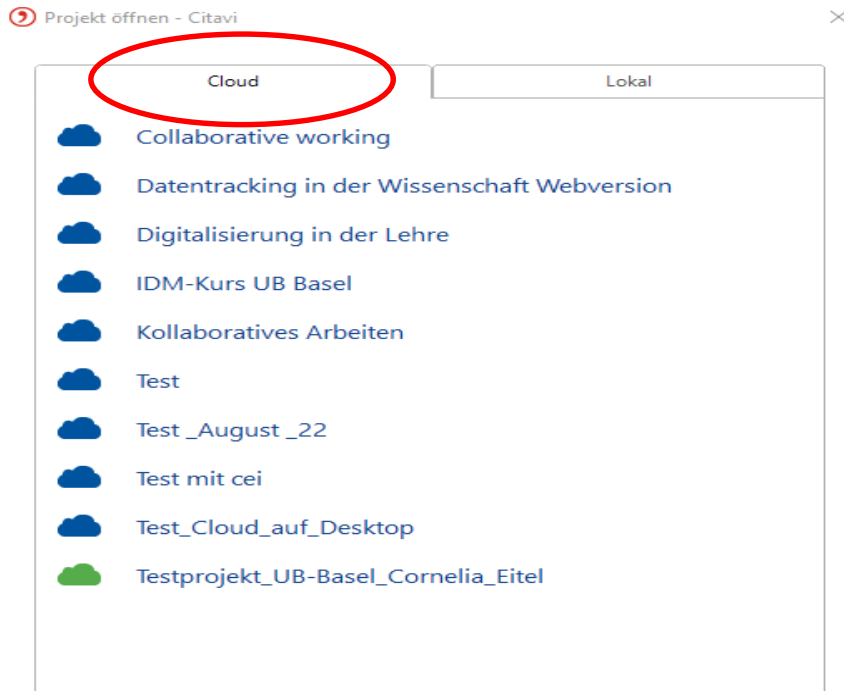 Projekt öffnen - Citavi
Cloud
Lokal
Collaborative working
Datentracking in der Wissenschaft Webversion
Digitalisierung in der Lehre
IDM-Kurs UB Basel
Kollaboratives Arbeiten
Test
Test _August _22
Test mit cei
Test_Cloud_auf_Desktop
Testprojekt_UB-Basel_Cornelia_Eitel